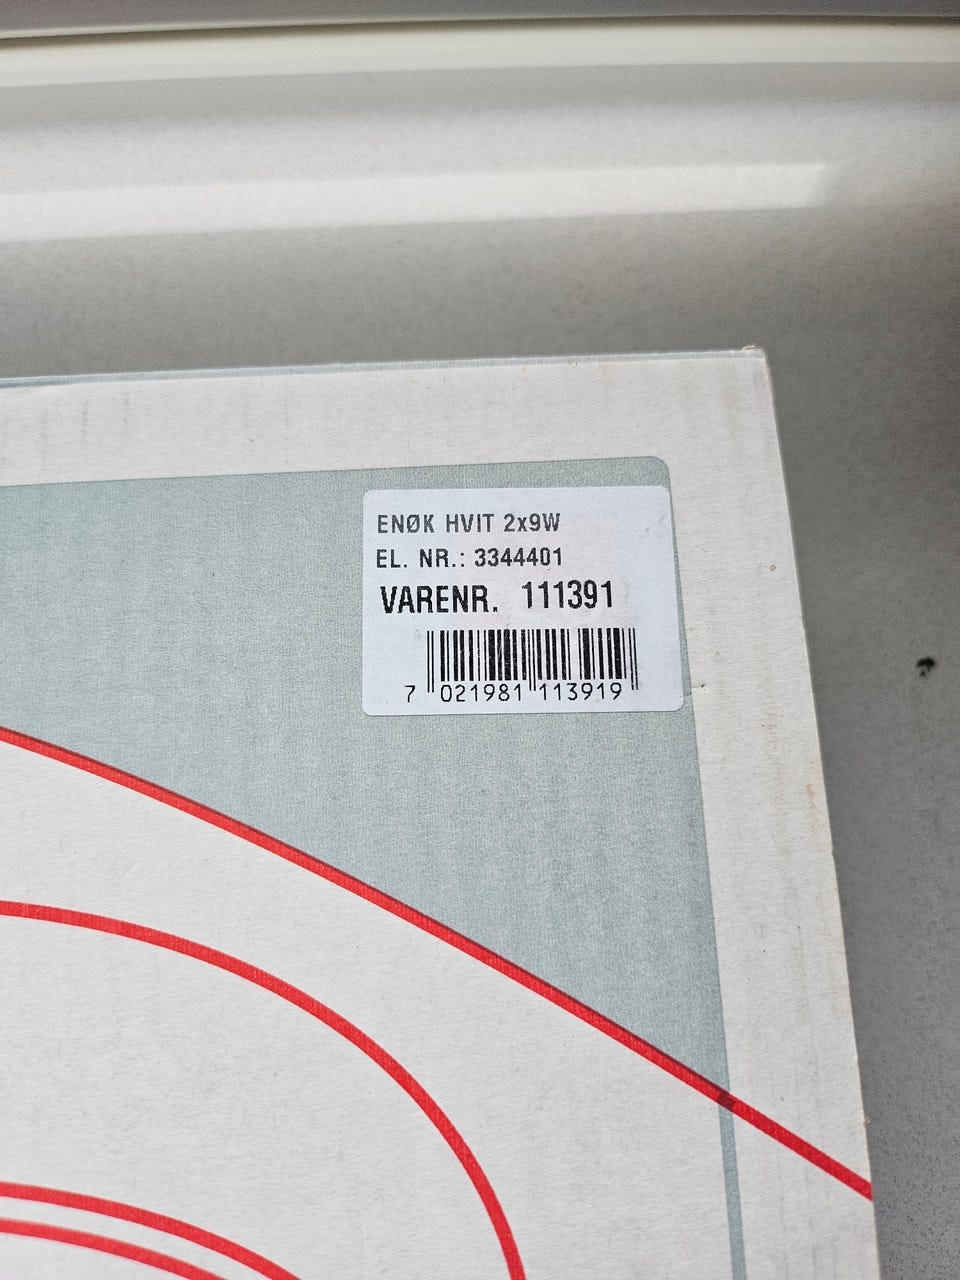 ENØK HVIT 2x9W
EL. NR.: 3344401
VARENR. 111391
7 021981 113919